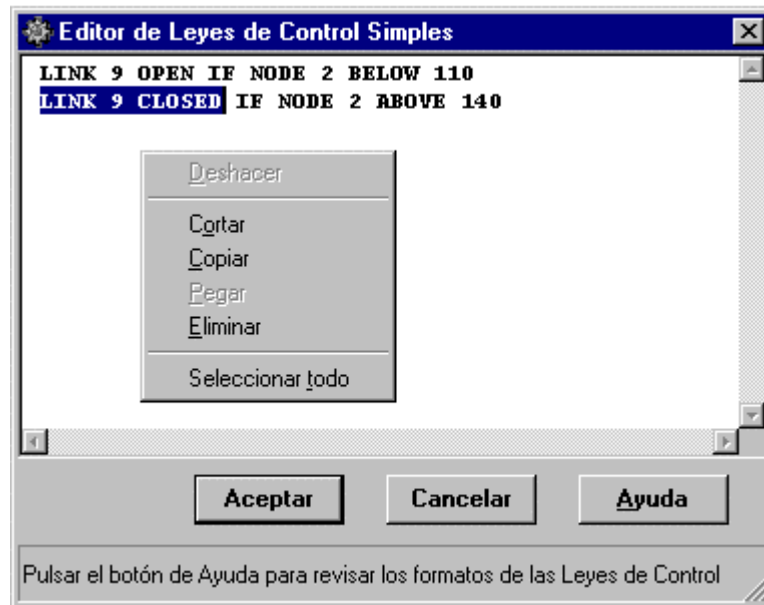 Editor de Leyes de Control Simples
LINK 9 OPEN IF NODE 2 BELOW 110
LINK 9 CLOSED IF NODE 2 ABOVE 140
Deshacer
Cortar
Copiar
Pegar
Eliminar
Seleccionar todo
Aceptar Cancelar Ayuda
Pulsar el botón de Ayuda para revisar los formatos de las Leyes de Control